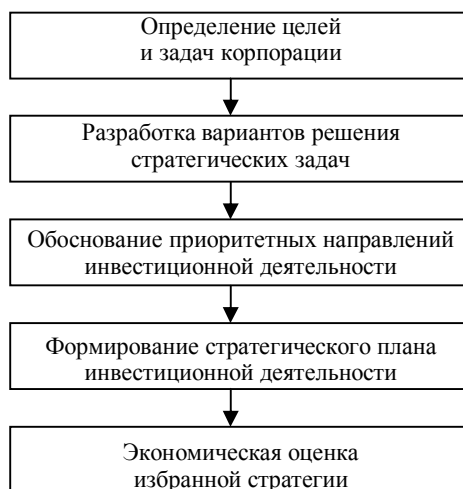 Определение целей
и задач корпорации
Разработка вариантов решения
стратегических задач
Обоснование приоритетных направлений
инвестиционной деятельности
Формирование стратегического плана
инвестиционной деятельности
Экономическая оценка
избранной стратегии